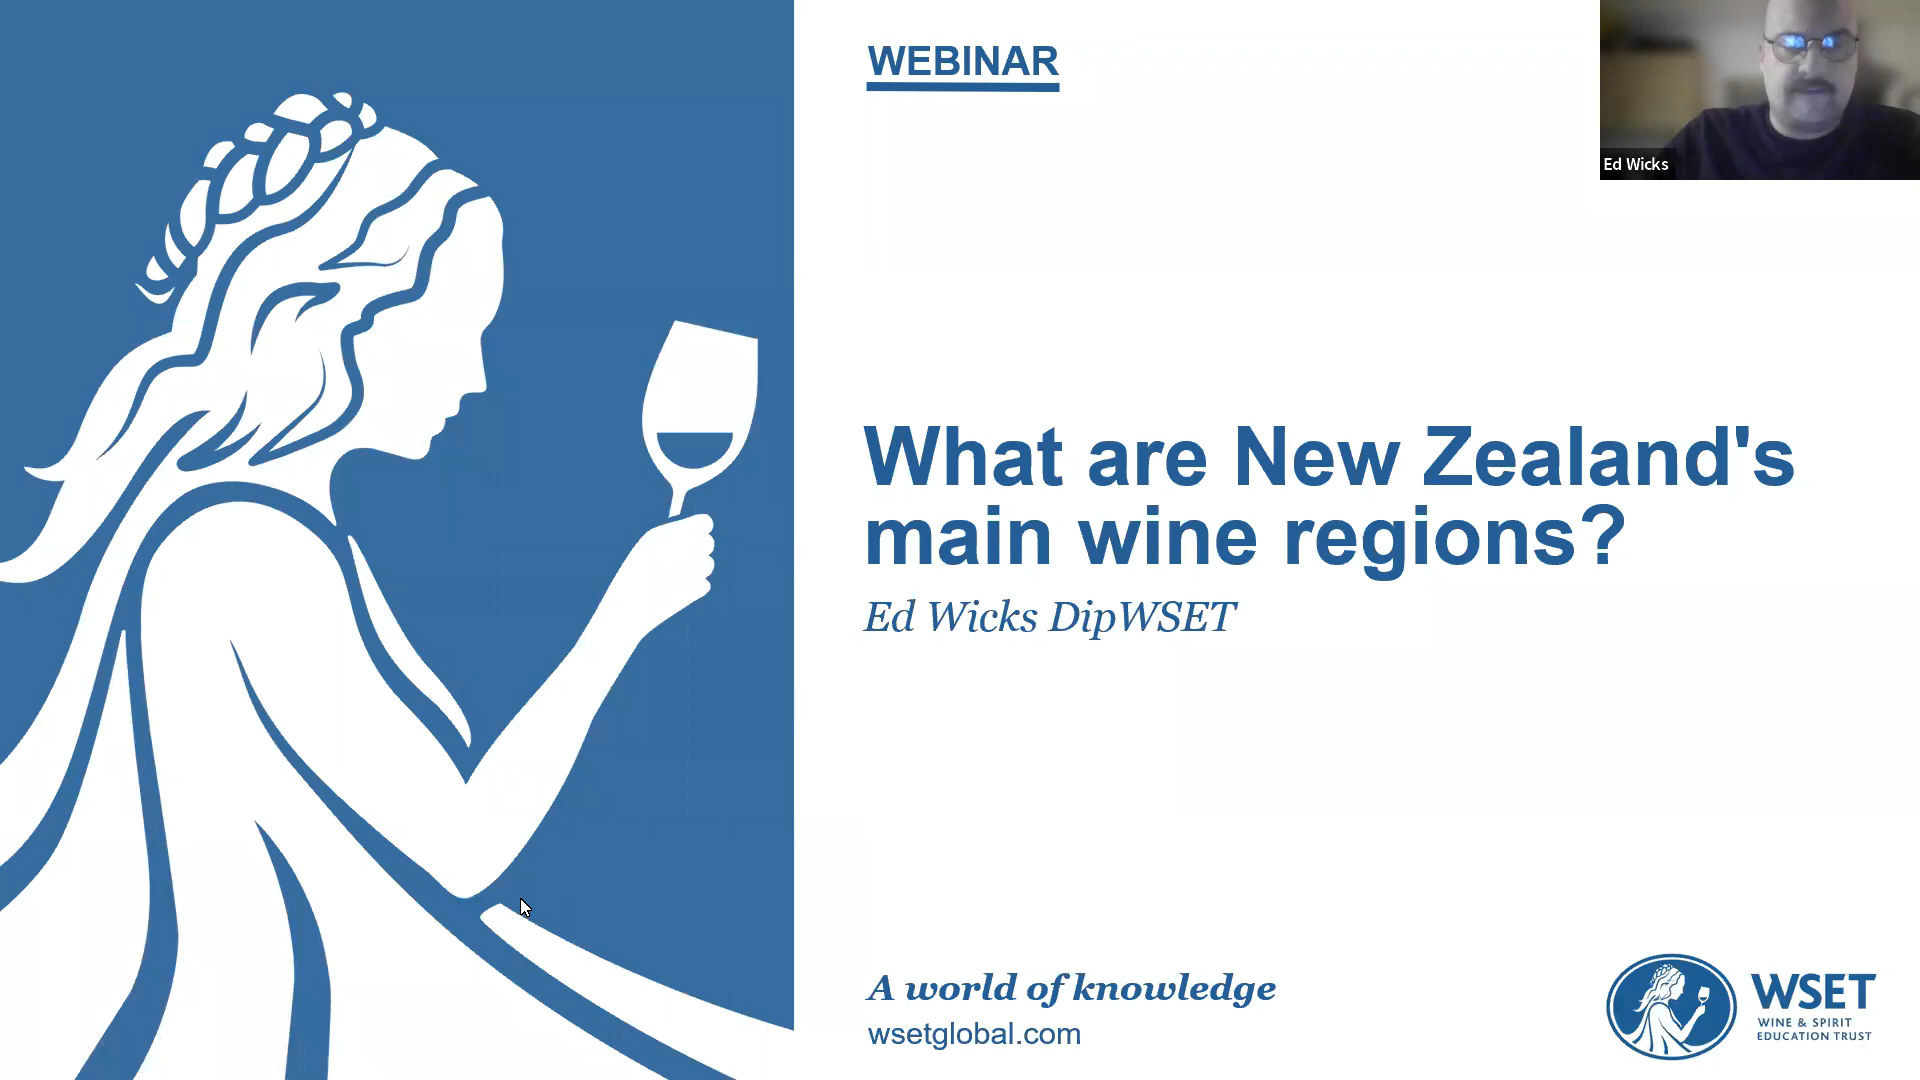 WEBINAR
Ed Wicks
What are New Zealand's
main wine regions?
Ed Wicks DipWSET
A world of knowledge
wsetglobal.com
WSET
WINE & SPIRIT
EDUCATION TRUST